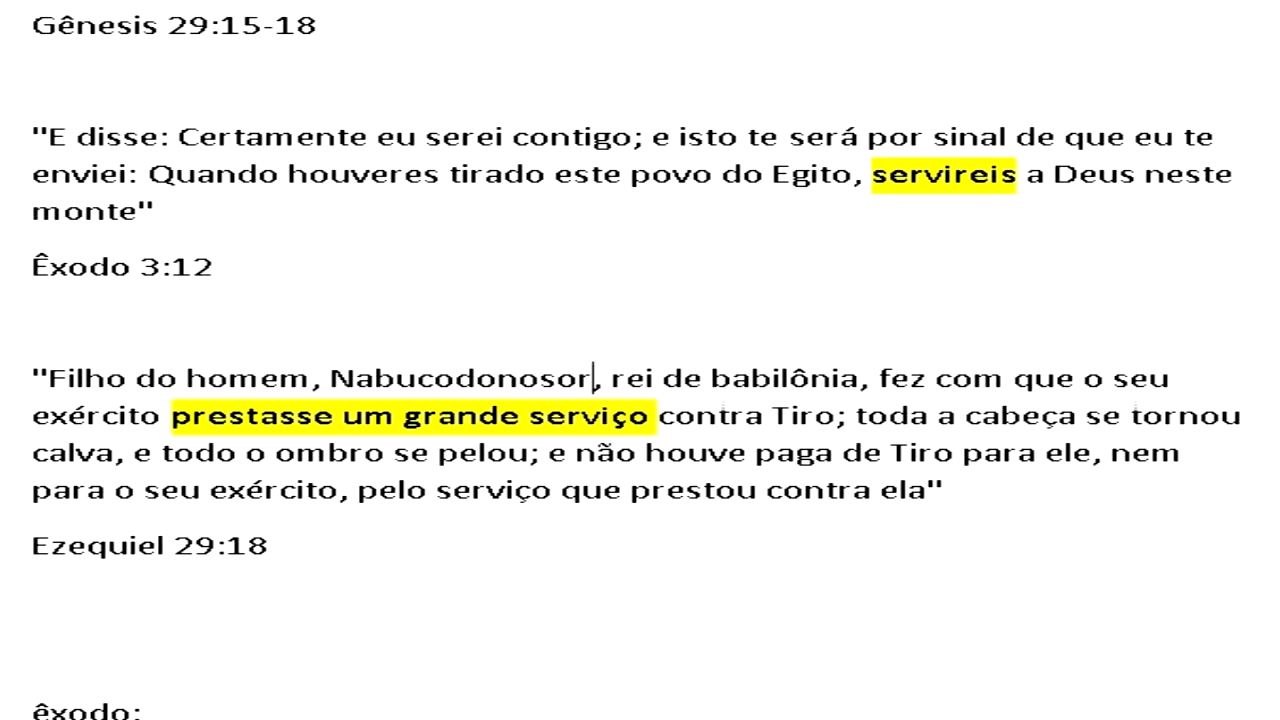 Gênesis 29:15-18
"E disse: Certamente eu serei contigo; e isto te será por sinal de que eu te
enviei: Quando houveres tirado este povo do Egito, servireis a Deus neste
monte"
Êxodo 3:12
"Filho do homem, Nabucodonosor, rei de babilônia, fez com que o seu
exército prestasse um grande serviço contra Tiro; toda a cabeça se tornou
calva, e todo o ombro se pelou; e não houve paga de Tiro para ele, nem
para o seu exército, pelo serviço que prestou contra ela"
Ezequiel 29:18
êxodo: